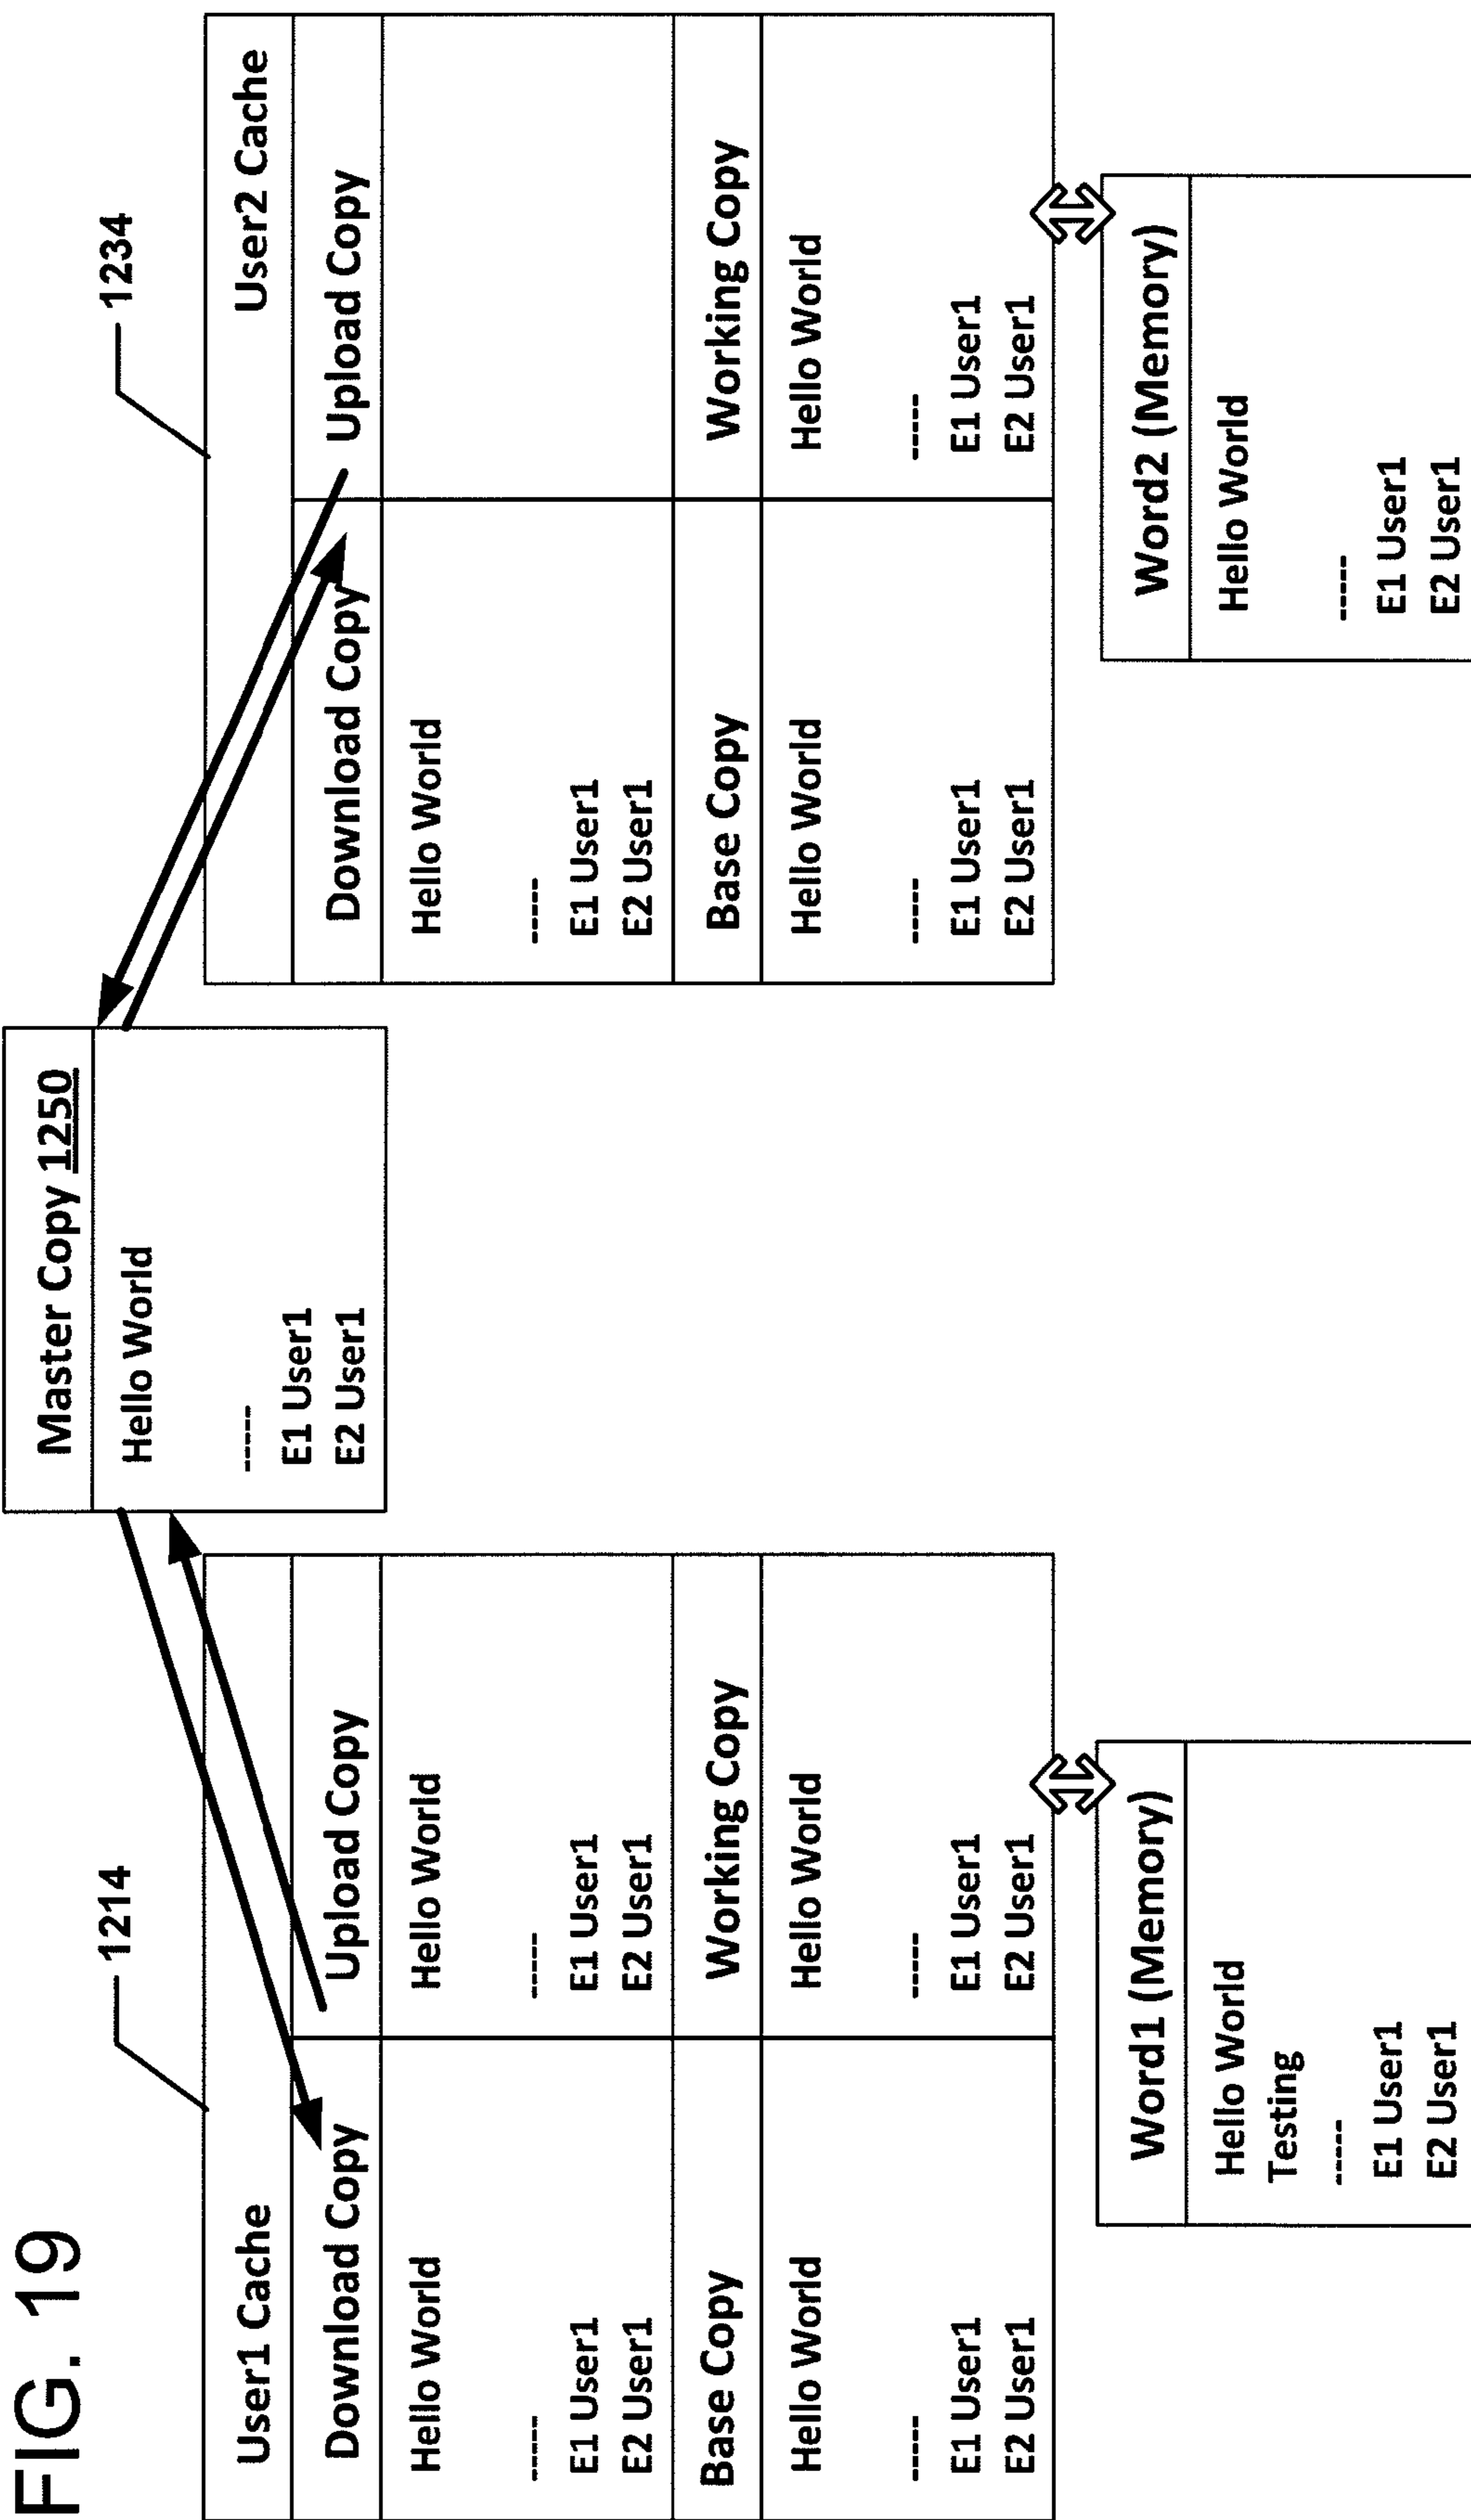 FIG. 19
Master Copy 1250
Hello World
-----
E1 User1
E2 User1
1214
User1 Cache
Download Copy
Upload Copy
Hello World
-----
E1 User1
E2 User1
Hello World
-----
E1 User1
E2 User1
Base Copy
Working Copy
Hello World
-----
E1 User1
E2 User1
Hello World
-----
E1 User1
E2 User1
Word1 (Memory)
Hello World
Testing
-----
E1 User1
E2 User1
1234
User2 Cache
Download Copy
Upload Copy
Hello World
-----
E1 User1
E2 User1
Base Copy
Working Copy
Hello World
-----
E1 User1
E2 User1
Hello World
-----
E1 User1
E2 User1
Word2 (Memory)
Hello World
-----
E1 User1
E2 User1